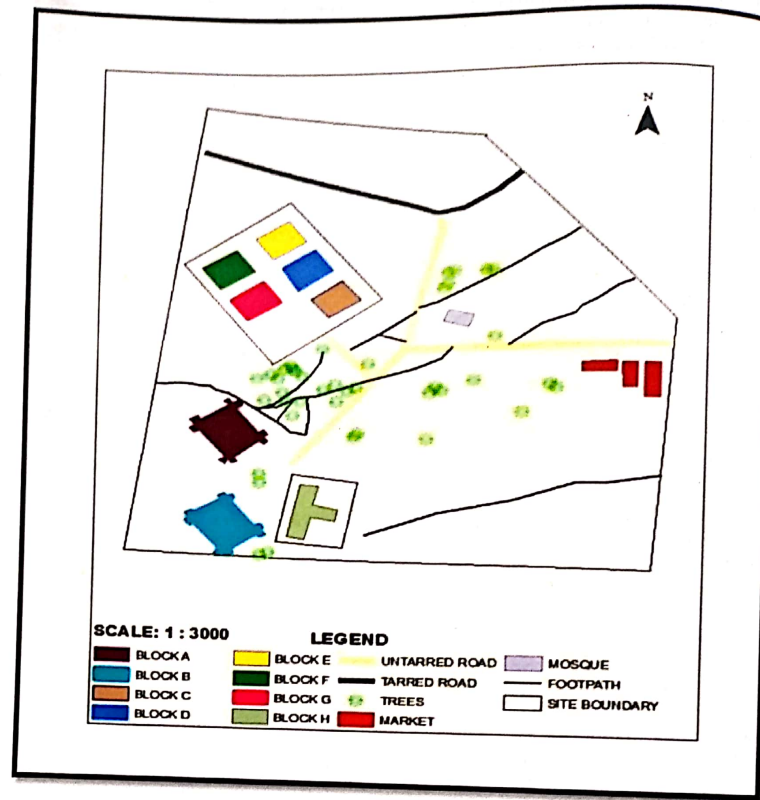 N
SCALE: 1 : 3000
LEGEND
BLOCK A
BLOCK B
BLOCK C
BLOCK D
BLOCK E
BLOCK F
BLOCK G
BLOCK H
UNTARRED ROAD
TARRED ROAD
TREES
MARKET
MOSQUE
FOOTPATH
SITE BOUNDARY